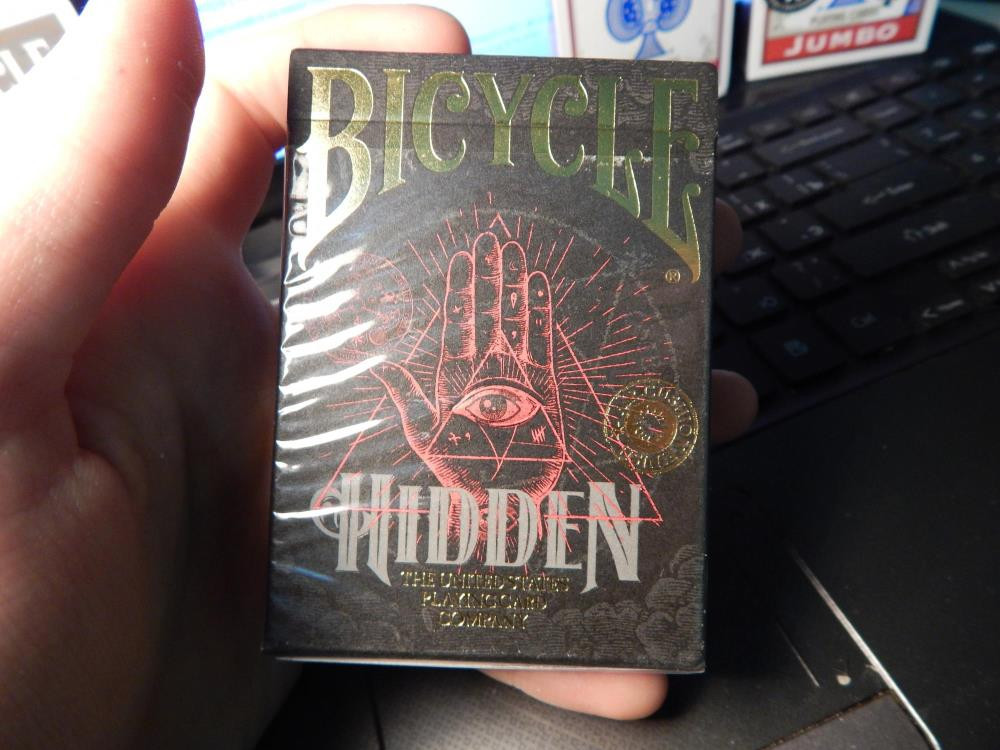 BICYCLE
®
HIDDEN
THE UNITED STATES
PLAYING CARD
COMPANY
JUMBO